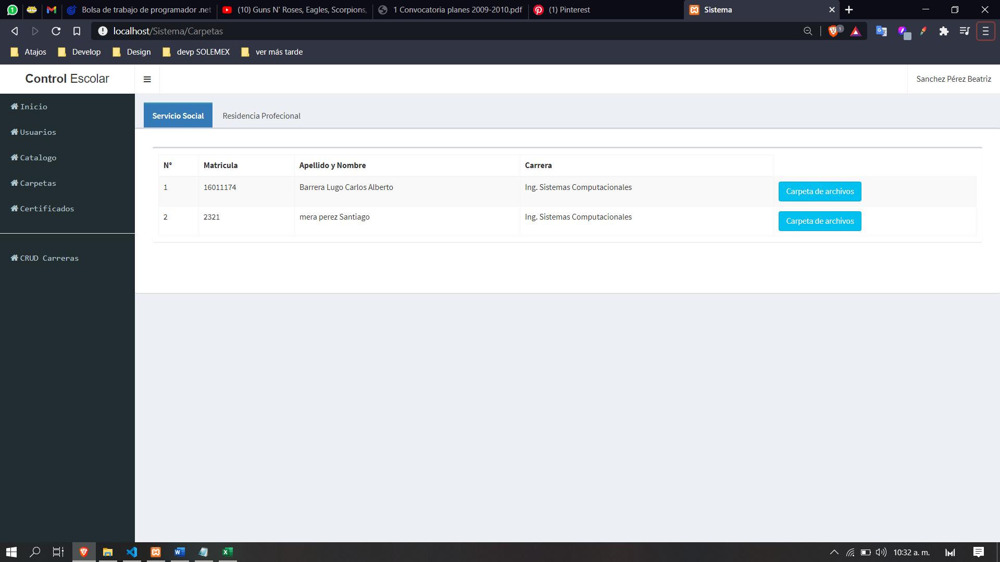 Bolsa de trabajo de programador .net
(10) Guns N' Roses, Eagles, Scorpions,
1 Convocatoria planes 2009-2010.pdf
(1) Pinterest
Sistema
localhost/Sistema/Carpetas
1
Atajos
Develop
Design
devp SOLEMEX
ver más tarde
Control Escolar
Sanchez Pérez Beatriz
Inicio
Usuarios
Catalogo
Carpetas
Certificados
CRUD Carreras
Servicio Social
Residencia Profecional
N° Matricula Apellido y Nombre Carrera
1 16011174 Barrera Lugo Carlos Alberto Ing. Sistemas Computacionales Carpeta de archivos
2 2321 mera perez Santiago Ing. Sistemas Computacionales Carpeta de archivos
10:32 a. m.